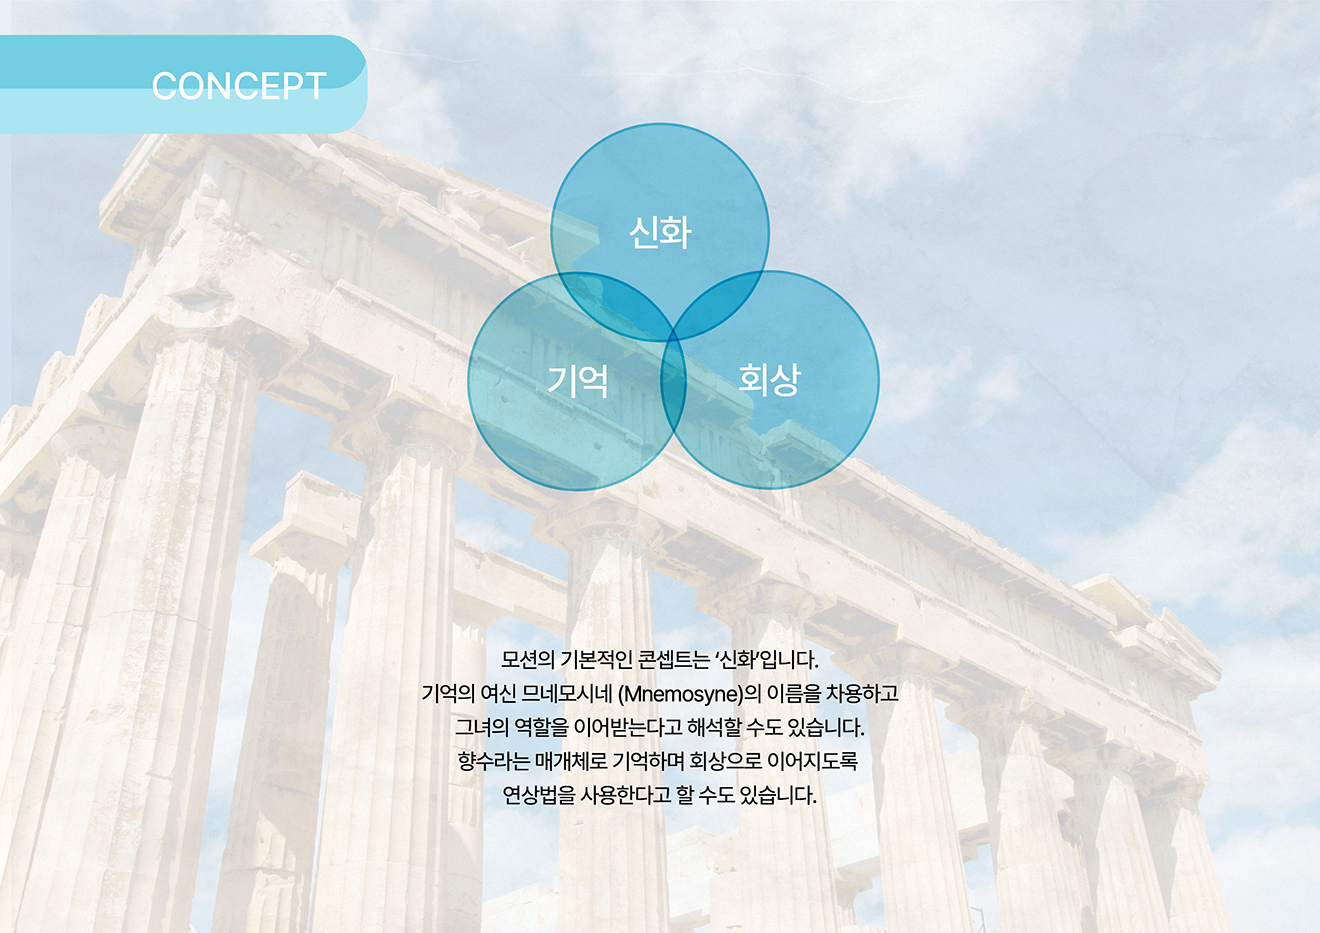 CONCEPT
신화
기억
회상
모션의 기본적인 콘셉트는 ‘신화’입니다.
기억의 여신 므네모시네 (Mnemosyne)의 이름을 차용하고
그녀의 역할을 이어받는다고 해석할 수도 있습니다.
향수라는 매개체로 기억하며 회상으로 이어지도록
연상법을 사용한다고 할 수도 있습니다.